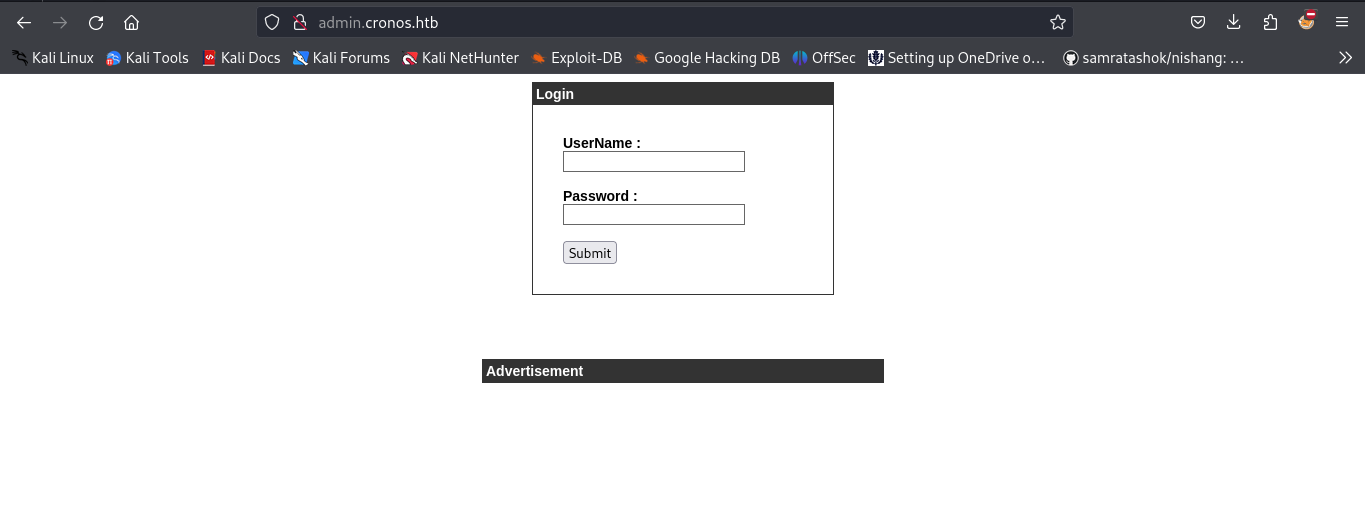 admin.cronos.htb
Kali Linux Kali Tools Kali Docs Kali Forums Kali NetHunter Exploit-DB Google Hacking DB OffSec Setting up OneDrive o… samratashok/nishang: …
Login
UserName :
Password :
Submit
Advertisement